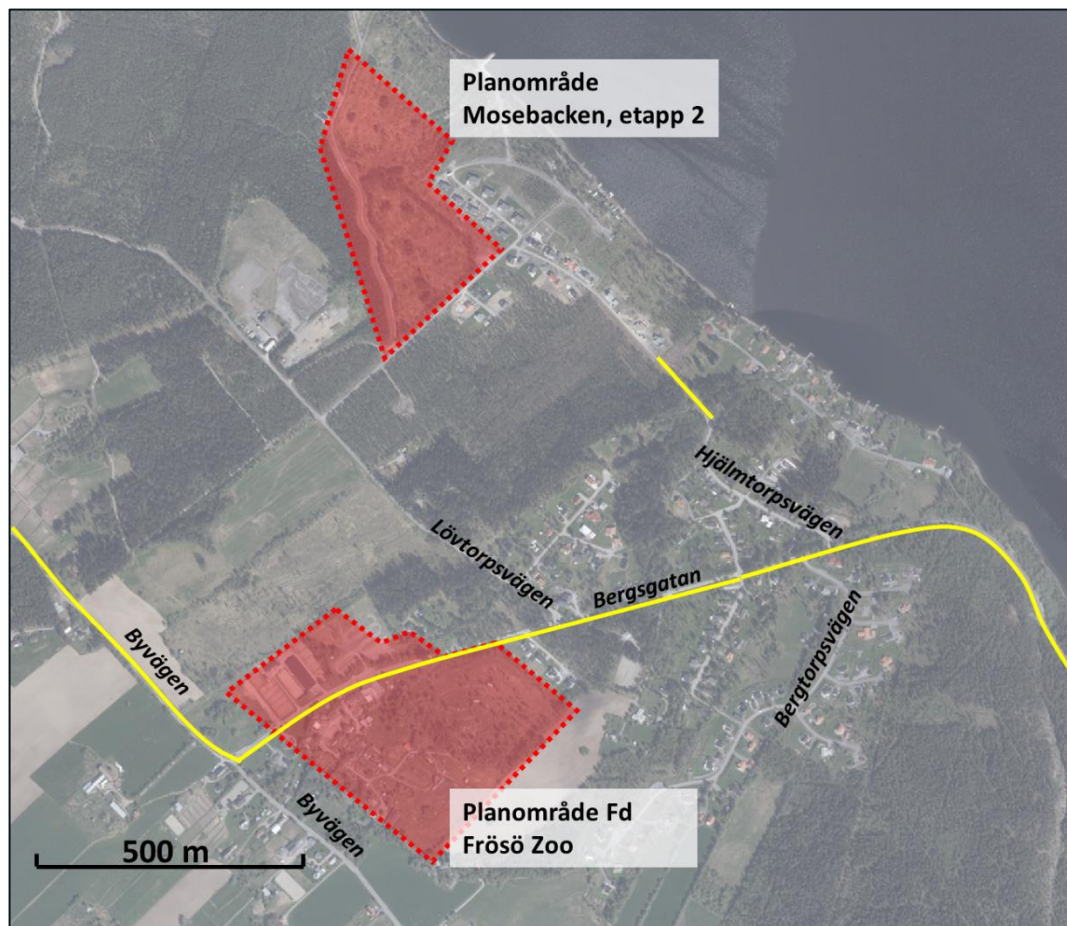 Planområde
Mosebacken, etapp 2
Hjälmtorpsvägen
Lövtorpsvägen
Bergsgatan
Bergtorpsvägen
Byvägen
Byvägen
Planområde Fd
Frösö Zoo
500 m